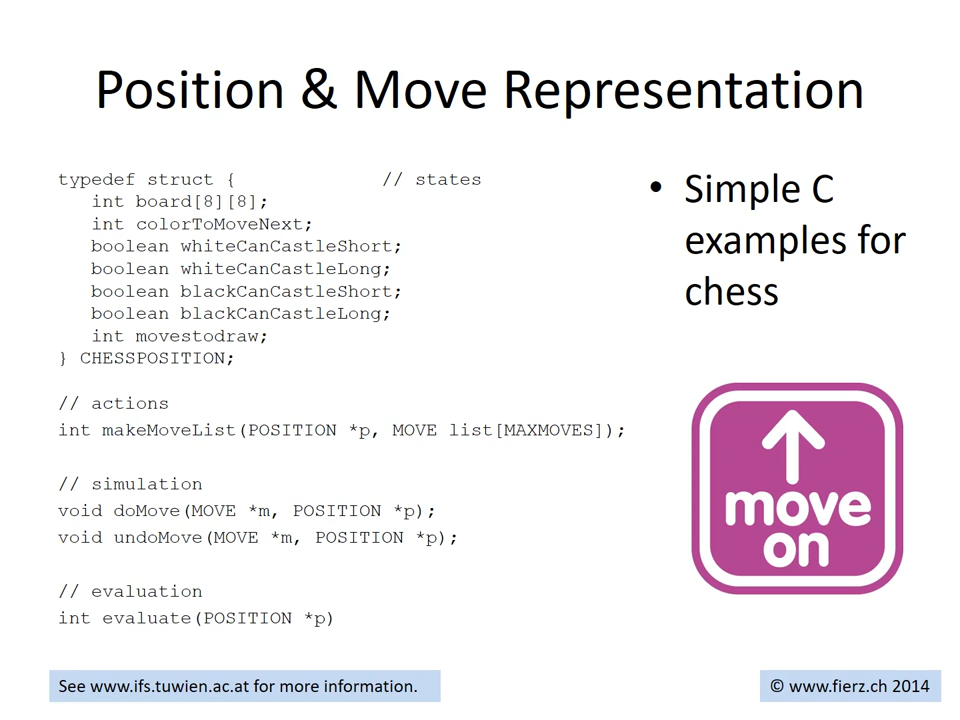 Position & Move Representation
typedef struct { // states
int board[8][8];
int colorToMoveNext;
boolean whiteCanCastleShort;
boolean whiteCanCastleLong;
boolean blackCanCastleShort;
boolean blackCanCastleLong;
int movestodraw;
} CHESSPOSITION;
// actions
int makeMoveList(POSITION *p, MOVE list[MAXMOVES]);
// simulation
void doMove(MOVE *m, POSITION *p);
void undoMove(MOVE *m, POSITION *p);
// evaluation
int evaluate(POSITION *p)
• Simple C
examples for
chess
move
on
See www.ifs.tuwien.ac.at for more information.
© www.fierz.ch 2014